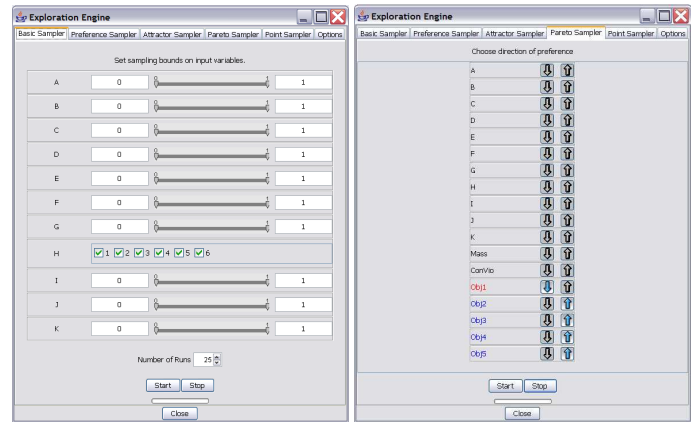 Exploration Engine
Basic Sampler Preference Sampler Attractor Sampler Pareto Sampler Point Sampler Options
Set sampling bounds on input variables.
A 0 0 1 1
B 0 0 1 1
C 0 0 1 1
D 0 0 1 1
E 0 0 1 1
F 0 0 1 1
G 0 0 1 1
H 1 2 3 4 5 6
I 0 0 1 1
J 0 0 1 1
K 0 0 1 1
Number of Runs 25
Start Stop
Close
Exploration Engine
Basic Sampler Preference Sampler Attractor Sampler Pareto Sampler Point Sampler Options
Choose direction of preference
A
B
C
D
E
F
G
H
I
J
K
Mass
ConVio
Obj1
Obj2
Obj3
Obj4
Obj5
Start Stop
Close